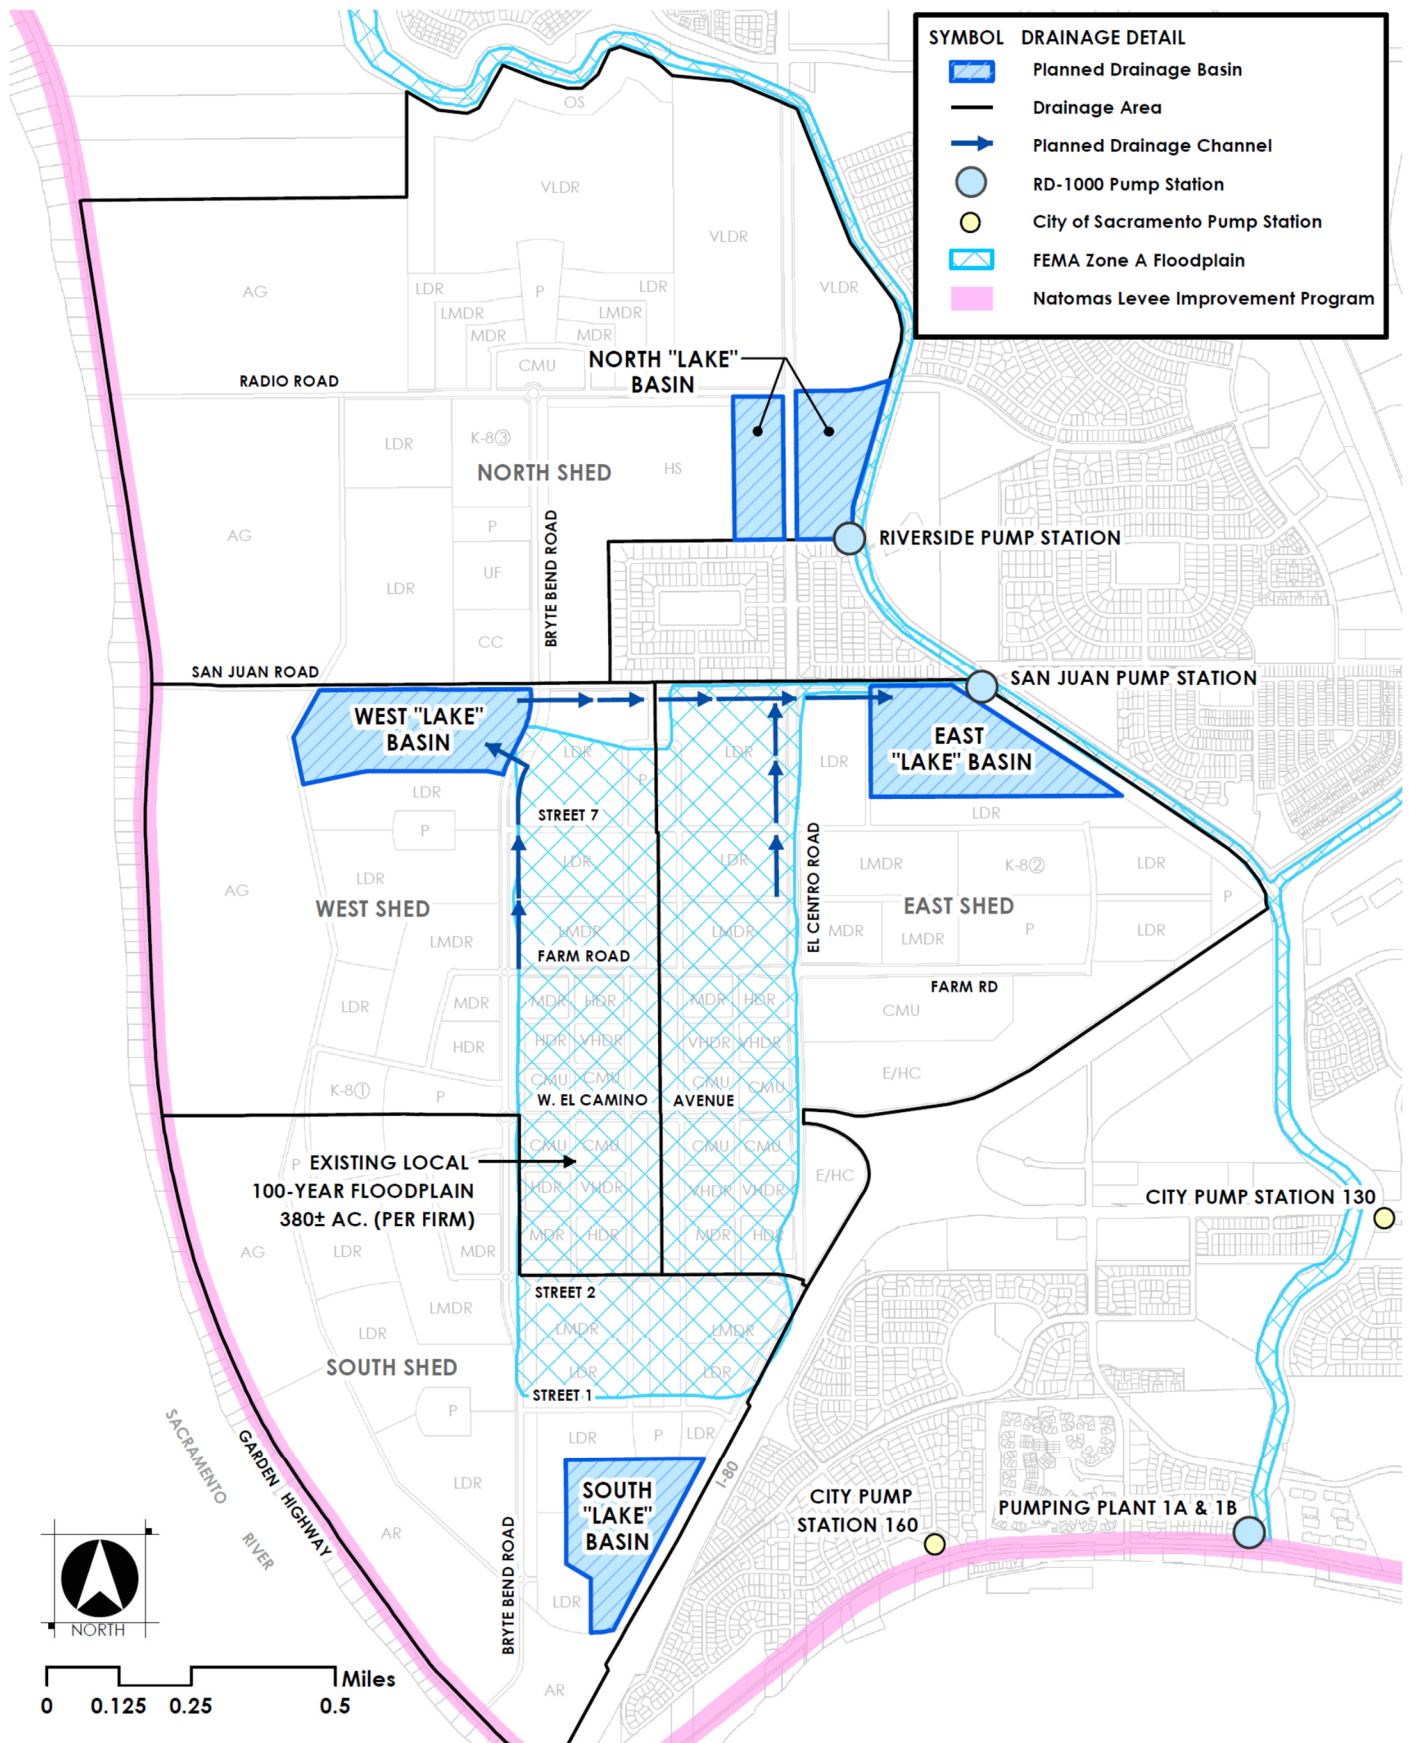 SYMBOL DRAINAGE DETAIL
Planned Drainage Basin
Drainage Area
Planned Drainage Channel
RD-1000 Pump Station
City of Sacramento Pump Station
FEMA Zone A Floodplain
Natomas Levee Improvement Program
OS
VLDR
VLDR
VLDR
AG
LDR
P
LDR
LMDR
LMDR
MDR
MDR
CMU
NORTH "LAKE"
BASIN
RADIO ROAD
LDR
K-8③
NORTH SHED
HS
AG
P
BRYTE BEND ROAD
RIVERSIDE PUMP STATION
UF
LDR
CC
SAN JUAN ROAD
SAN JUAN PUMP STATION
WEST "LAKE"
BASIN
EAST
"LAKE" BASIN
LDR
LDR
LDR
P
LDR
STREET 7
LDR
P
LDR
LDR
EL CENTRO ROAD
LMDR
K-8②
LDR
AG
LDR
WEST SHED
EAST SHED
P
LMDR
LMDR
LMDR
MDR
LMDR
P
LDR
FARM ROAD
FARM RD
LDR
MDR
MDR
HDR
MDR
HDR
CMU
HDR
HDR
VHDR
VHDR
VHDR
E/HC
K-8①
P
CMU
CMU
CMU
CMU
W. EL CAMINO AVENUE
CMU
CMU
CMU
CMU
P
EXISTING LOCAL
100-YEAR FLOODPLAIN
380± AC. (PER FIRM)
HDR
VHDR
VHDR
VHDR
E/HC
CITY PUMP STATION 130
AG
LDR
MDR
MDR
HDR
MDR
HDR
STREET 2
LMDR
LDR
LMDR
LMDR
SOUTH SHED
LDR
LDR
STREET 1
P
LDR
P
LDR
SACRAMENTO
RIVER
GARDEN HIGHWAY
LDR
I-80
SOUTH
"LAKE"
BASIN
CITY PUMP
STATION 160
PUMPING PLANT 1A & 1B
AR
BRYTE BEND ROAD
LDR
AR
NORTH
Miles
0 0.125 0.25 0.5